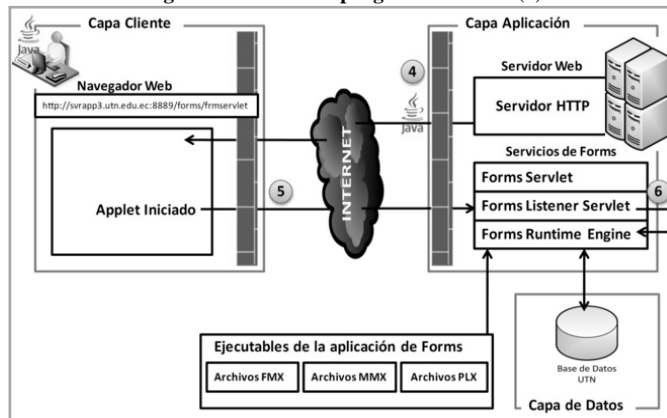 Capa Cliente
Java
Navegador Web
http://svrapp3.utn.edu.ec:8889/forms/frmservlet
Applet Iniciado
5
INTERNET
Capa Aplicación
4
Java
Servidor Web
Servidor HTTP
Servicios de Forms
Forms Servlet
Forms Listener Servlet
6
Forms Runtime Engine
Ejecutables de la aplicación de Forms
Archivos FMX
Archivos MMX
Archivos PLX
Base de Datos
UTN
Capa de Datos